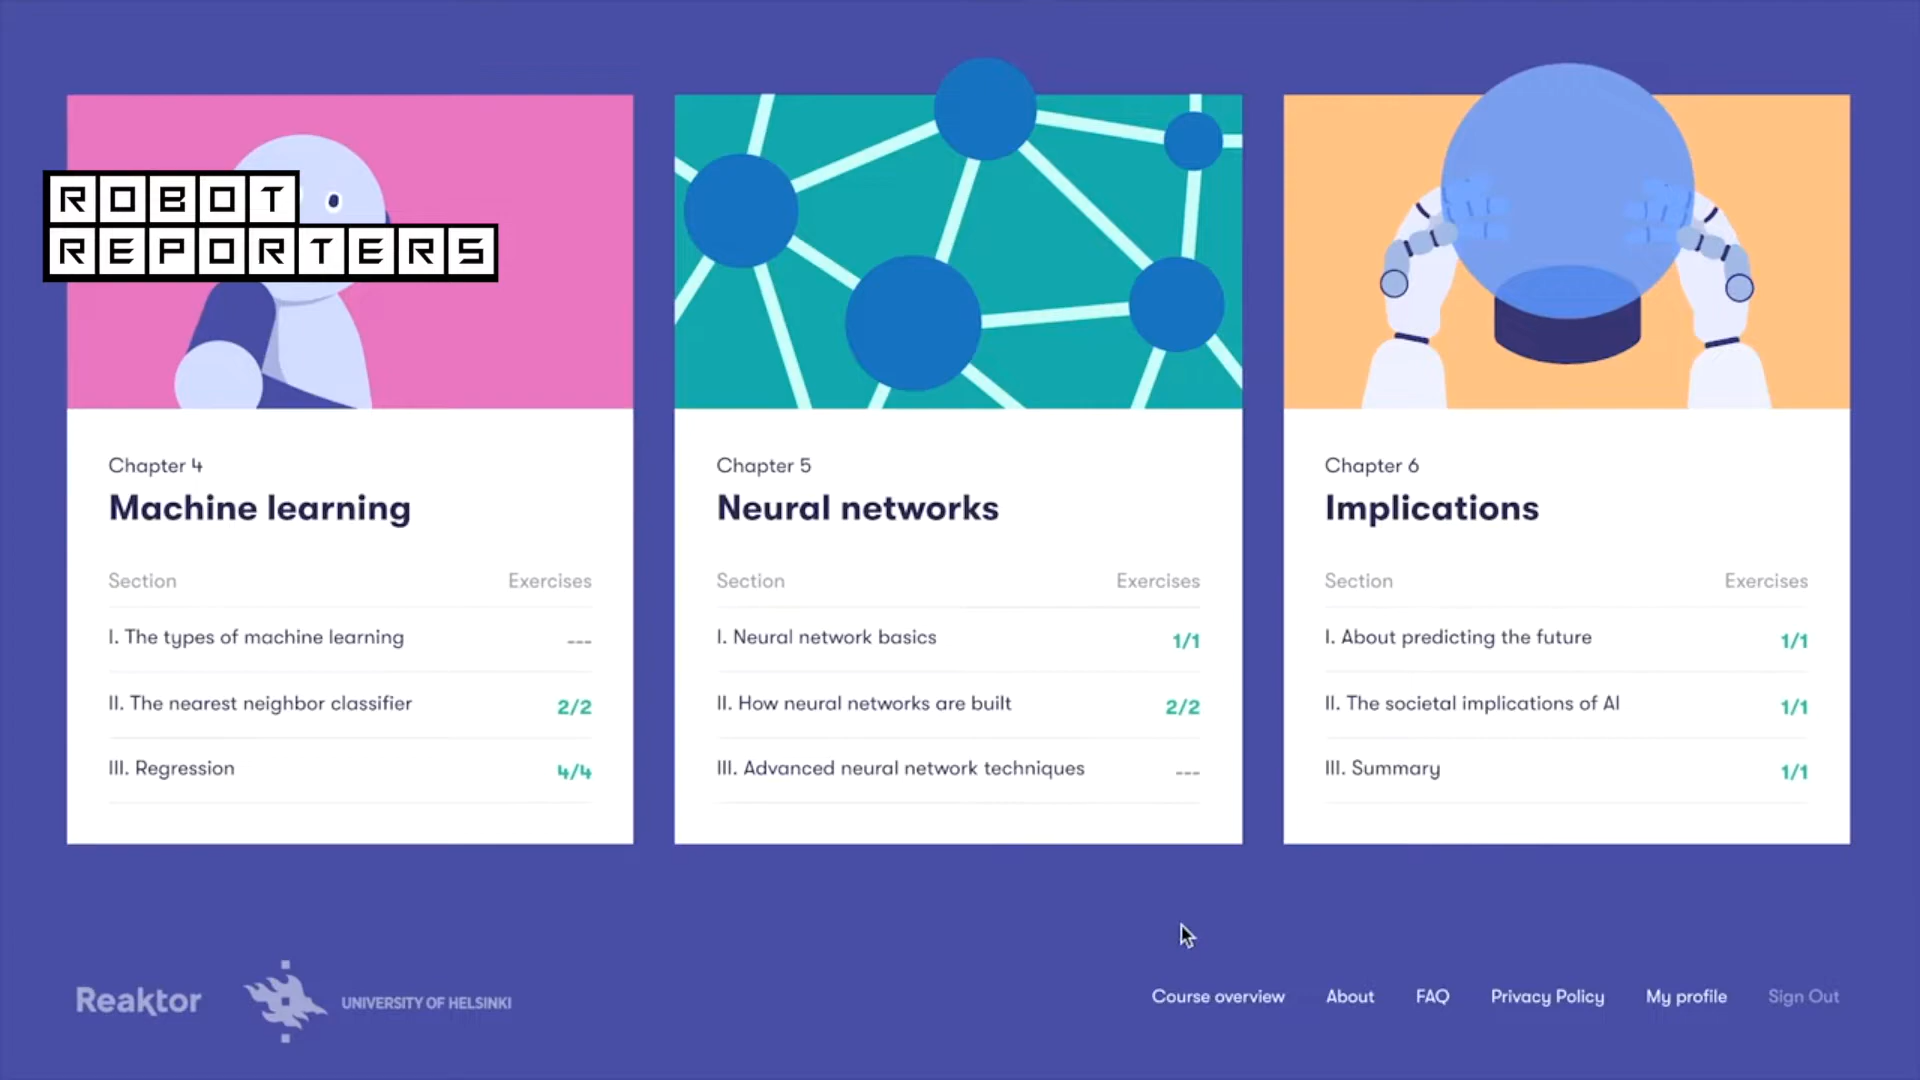 ROBOT
REPORTERS
Chapter 4
Machine learning
Section Exercises
I. The types of machine learning ---
II. The nearest neighbor classifier 2/2
III. Regression 4/4
Chapter 5
Neural networks
Section Exercises
I. Neural network basics 1/1
II. How neural networks are built 2/2
III. Advanced neural network techniques ---
Chapter 6
Implications
Section Exercises
I. About predicting the future 1/1
II. The societal implications of AI 1/1
III. Summary 1/1
Reaktor UNIVERSITY OF HELSINKI
Course overview About FAQ Privacy Policy My profile Sign Out